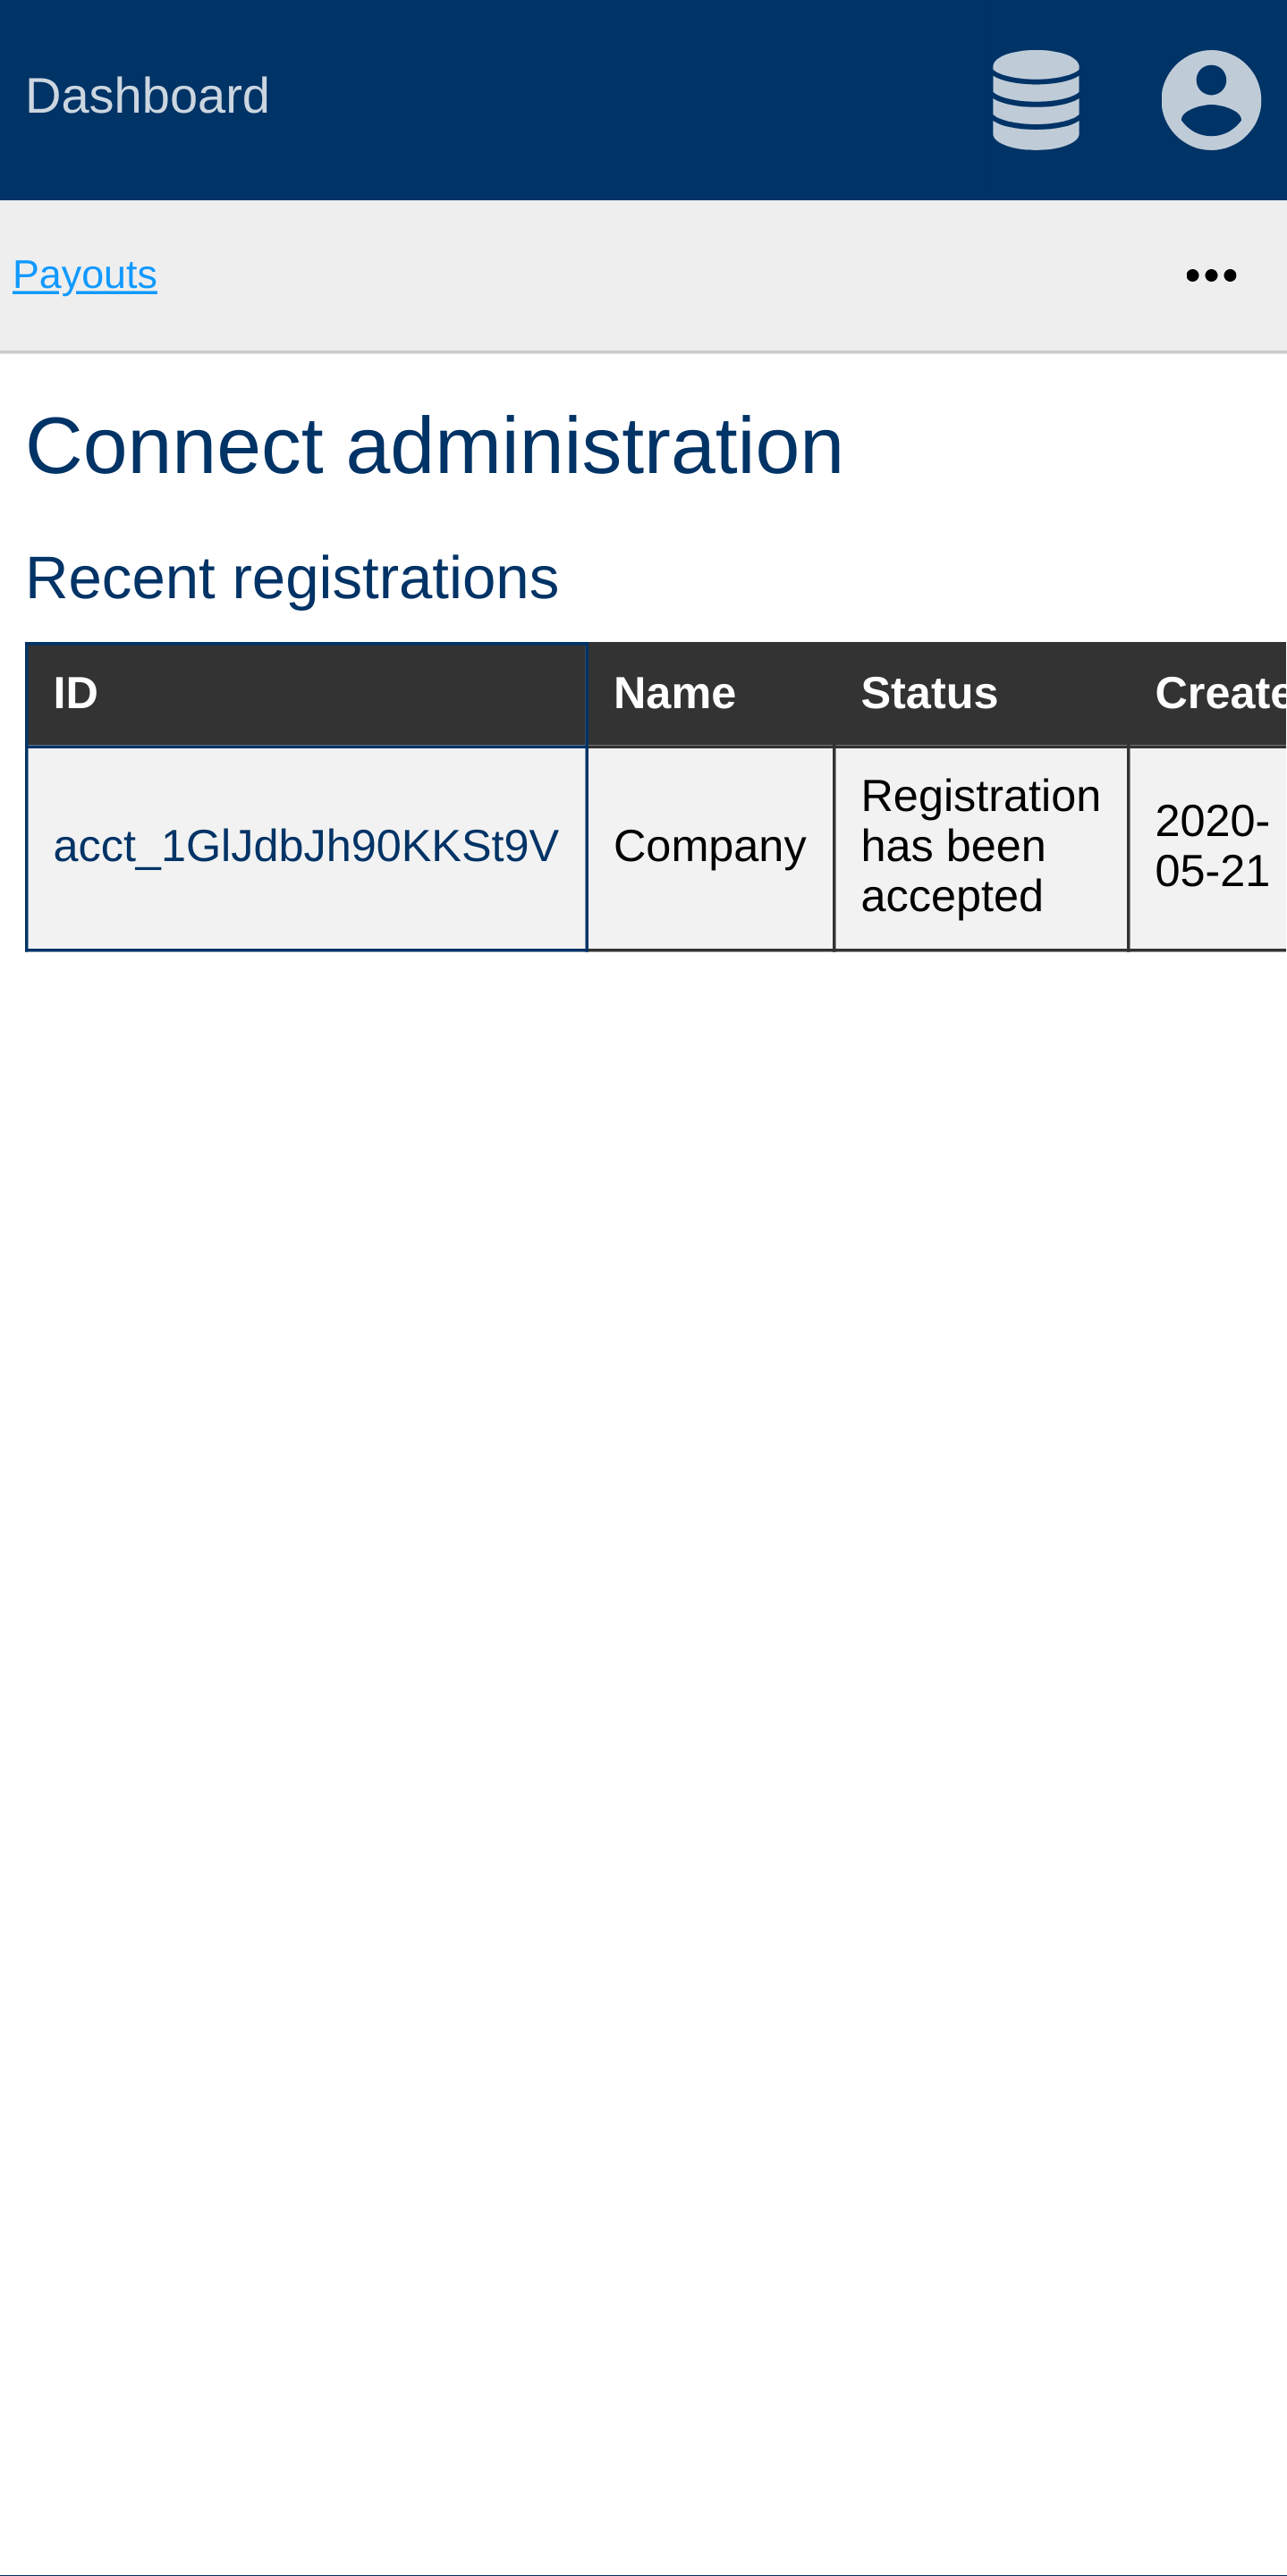 Dashboard
Payouts
Connect administration
Recent registrations
ID Name Status Create
acct_1GlJdbJh90KKSt9V Company Registration has been accepted 2020-05-21